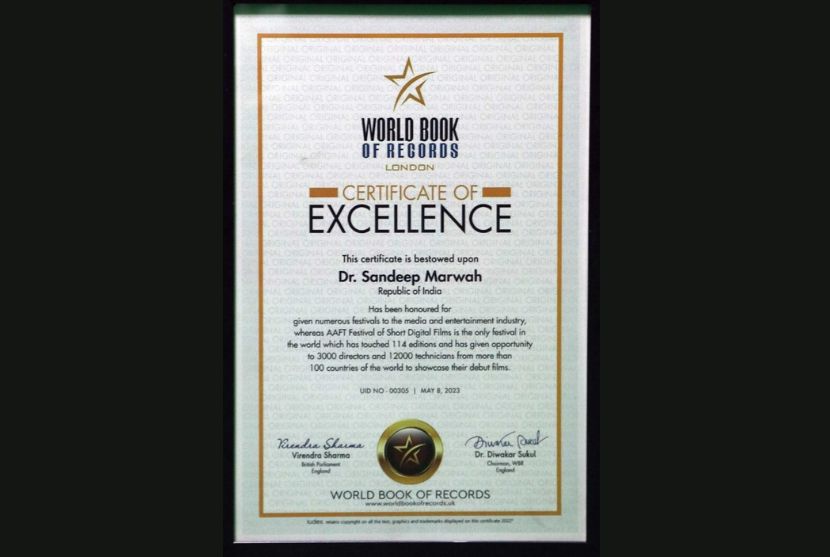 WORLD BOOK
OF RECORDS
LONDON
CERTIFICATE OF
EXCELLENCE
This certificate is bestowed upon
Dr. Sandeep Marwah
Republic of India
Has been honoured for
given numerous festivals to the media and entertainment industry,
whereas AAFT Festival of Short Digital Films is the only festival in
the world which has touched 114 editions and has given opportunity
to 3000 directors and 12000 technicians from more than
100 countries of the world to showcase their debut films.
UID NO - 00305 | MAY 8, 2023
Virendra Sharma
Virendra Sharma
British Parliament
England
Dr. Diwakar Sukul
Chairman, WBR
England
WORLD BOOK OF RECORDS
www.worldbookofrecords.uk
retains copyright on all the text, graphics and trademarks displayed on this certificate